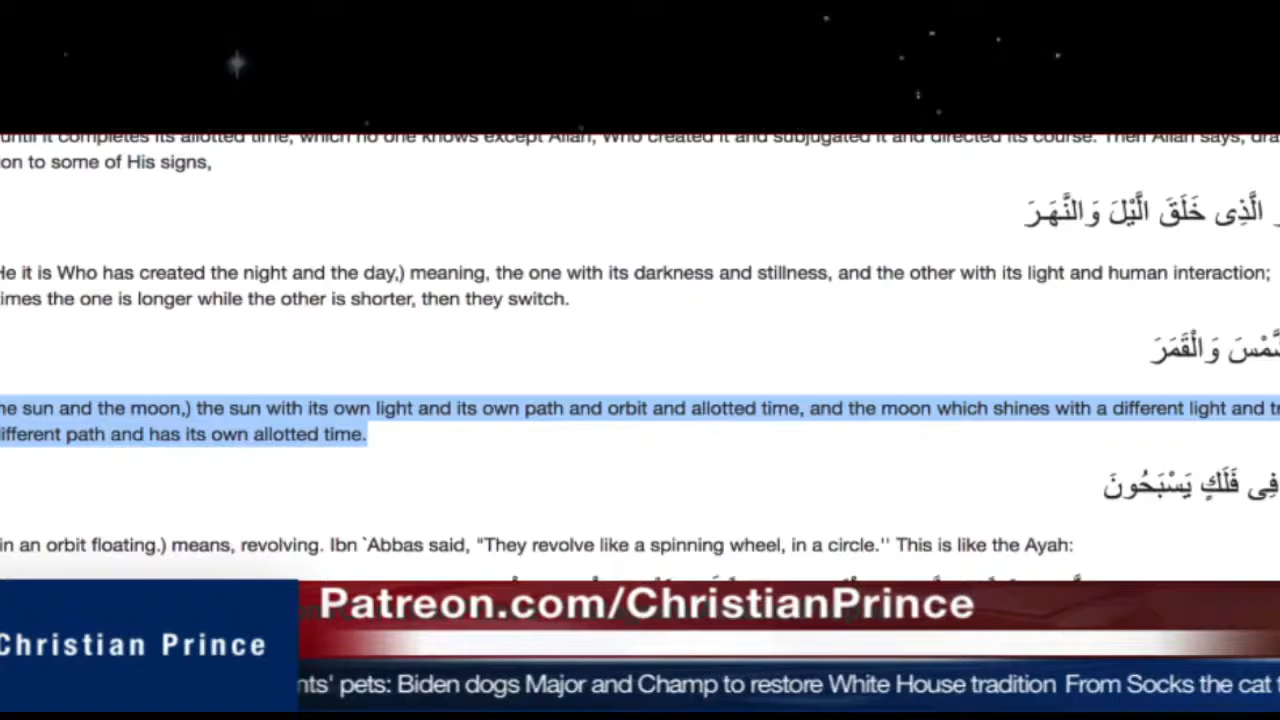 until it completes its allotted time, which no one knows except Allah, Who created it and subjugated it and directed its course. Then Allah says,
ion to some of His signs,
الَّذِى خَلَقَ الَّيْلَ وَالنَّهَـرَ
He it is Who has created the night and the day,) meaning, the one with its darkness and stillness, and the other with its light and human interaction;
times the one is longer while the other is shorter, then they switch.
وَالْقَمَرَ
he sun and the moon,) the sun with its own light and its own path and orbit and allotted time, and the moon which shines with a different light and
ifferent path and has its own allotted time.
فِى فَلَكٍ يَسْبَحُونَ
in an orbit floating.) means, revolving. Ibn `Abbas said, "They revolve like a spinning wheel, in a circle.'' This is like the Ayah:
Patreon.com/ChristianPrince
Christian Prince
nts' pets: Biden dogs Major and Champ to restore White House tradition From Socks the cat